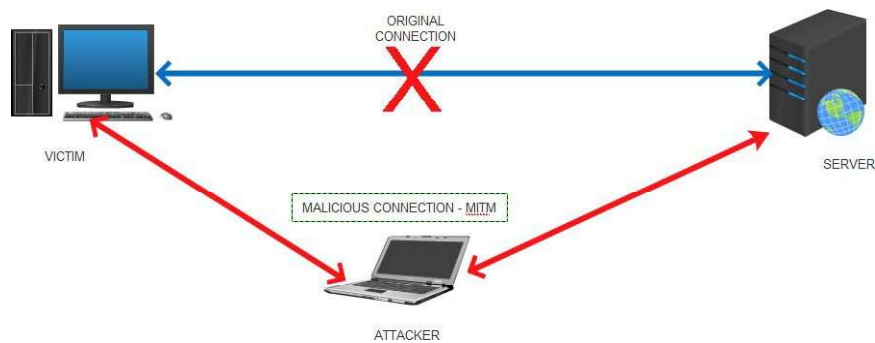 ORIGINAL
CONNECTION
VICTIM
SERVER
MALICIOUS CONNECTION - MITM
ATTACKER